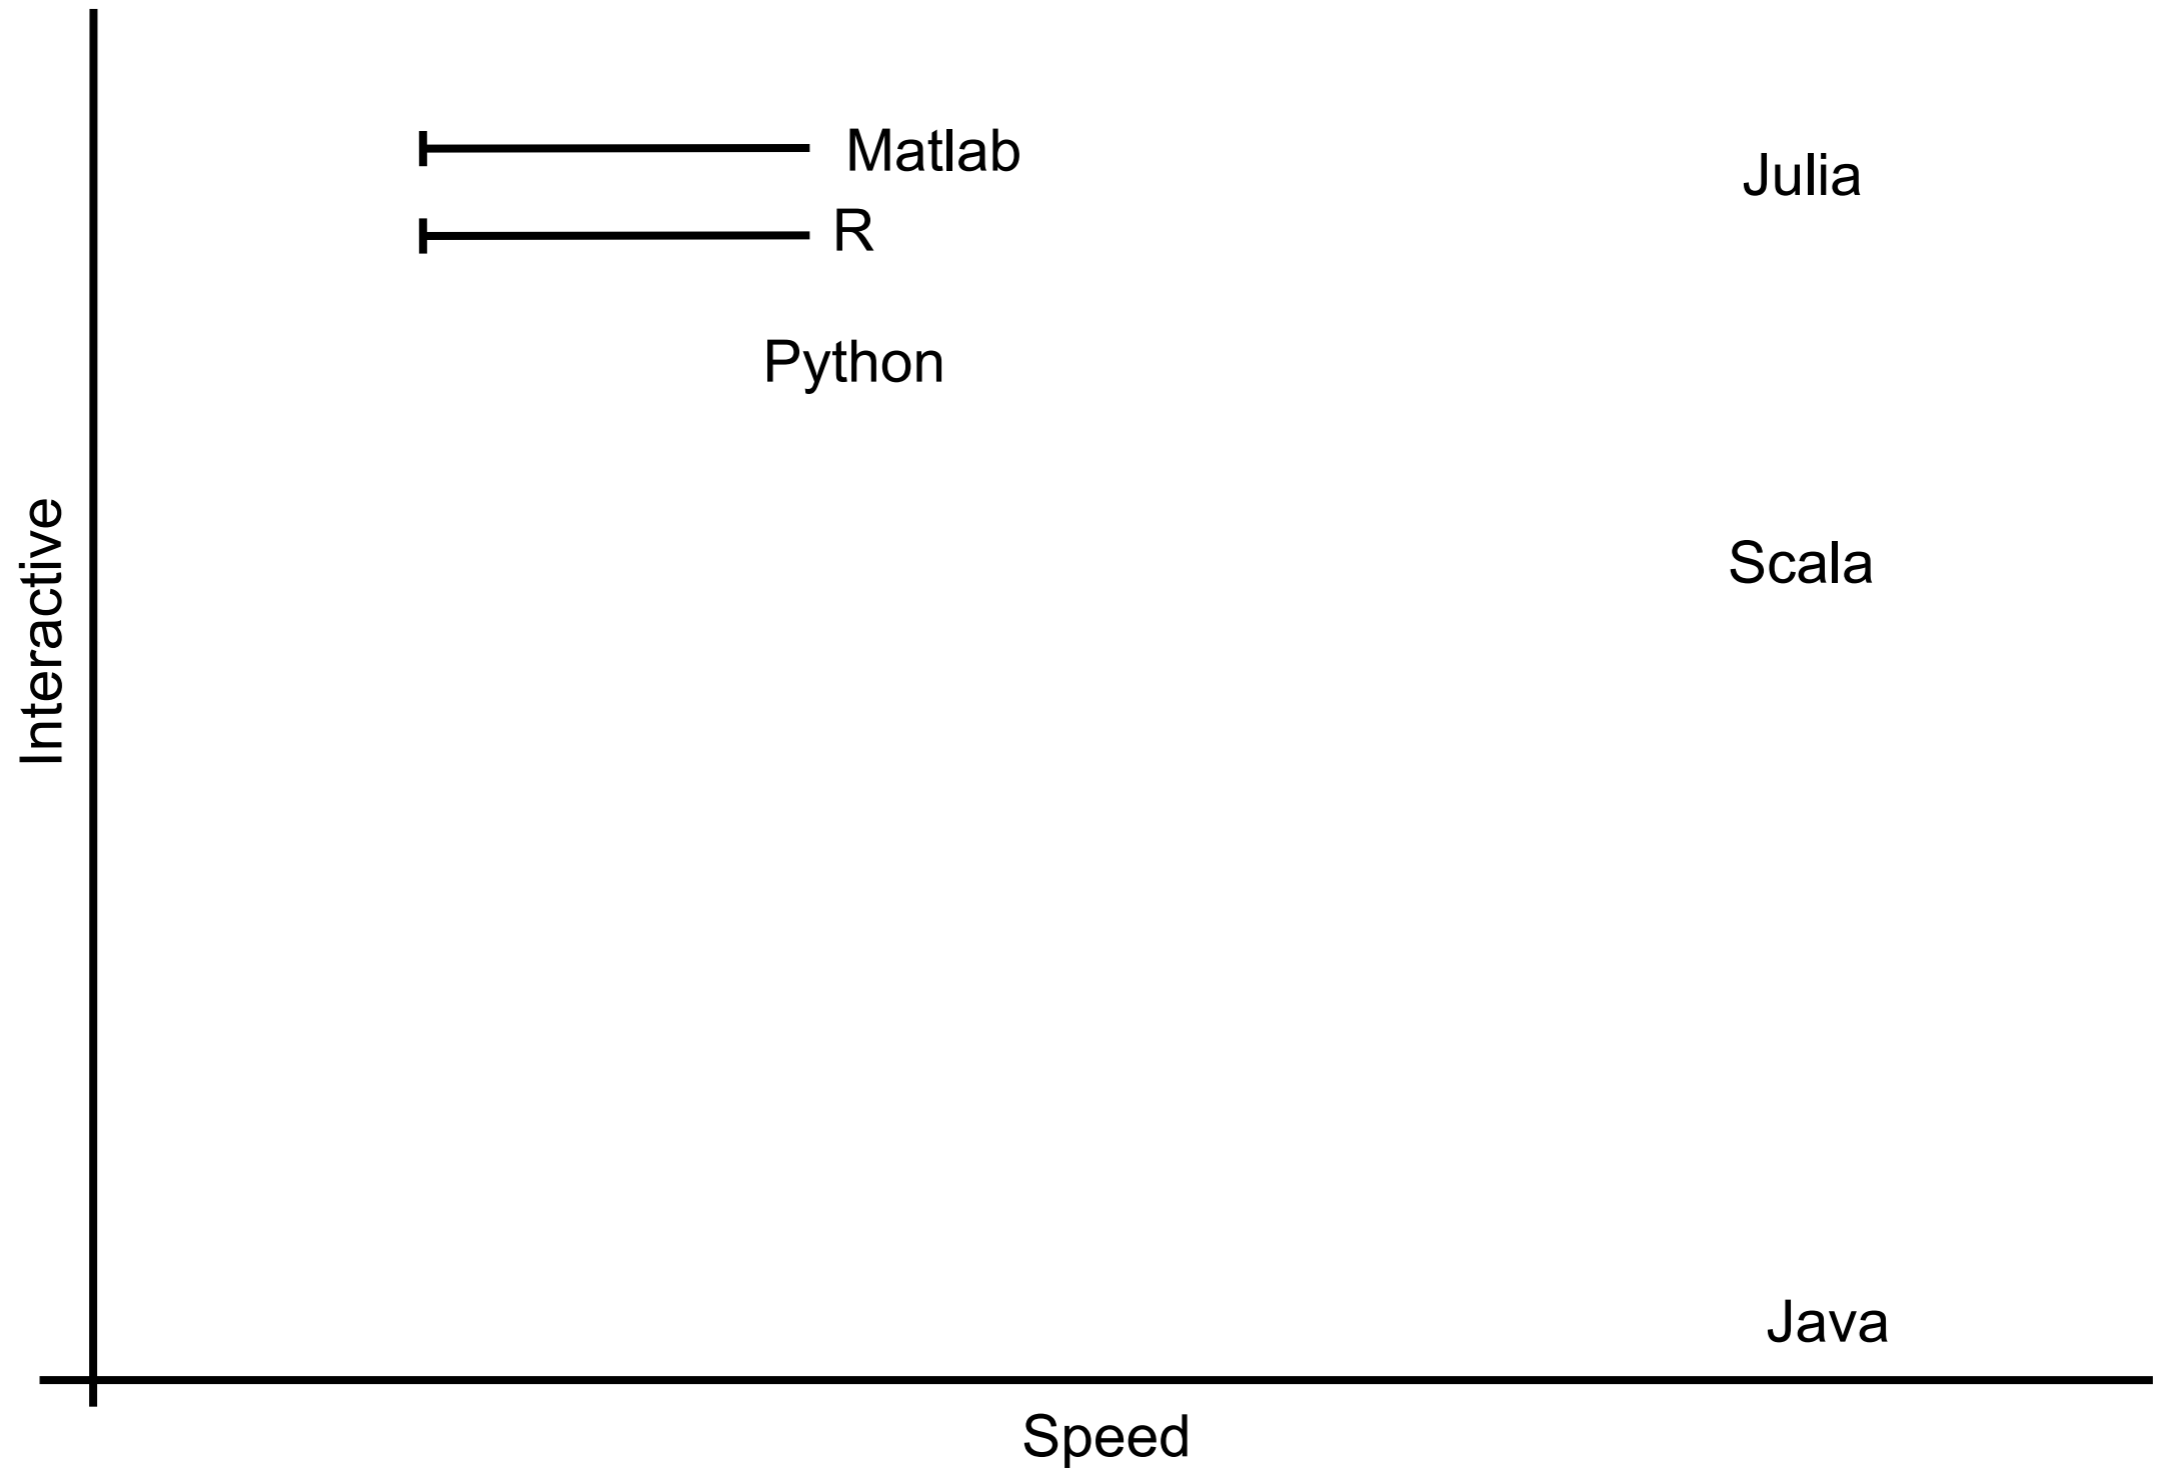 Matlab
Julia
R
Python
Interactive
Scala
Java
Speed